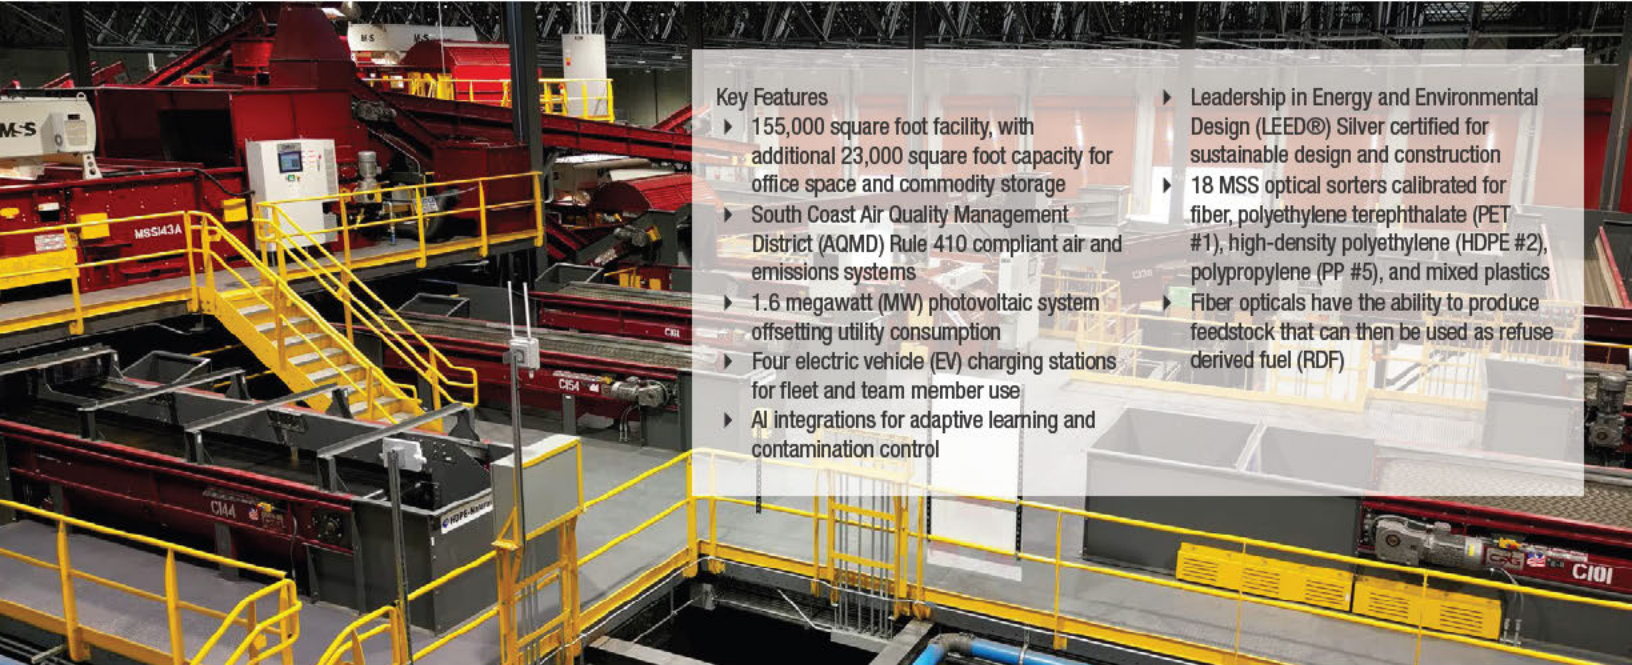 Key Features
155,000 square foot facility, with
additional 23,000 square foot capacity for
office space and commodity storage
South Coast Air Quality Management
District (AQMD) Rule 410 compliant air and
emissions systems
1.6 megawatt (MW) photovoltaic system
offsetting utility consumption
Four electric vehicle (EV) charging stations
for fleet and team member use
AI integrations for adaptive learning and
contamination control
Leadership in Energy and Environmental
Design (LEED®) Silver certified for
sustainable design and construction
18 MSS optical sorters calibrated for
fiber, polyethylene terephthalate (PET
#1), high-density polyethylene (HDPE #2),
polypropylene (PP #5), and mixed plastics
Fiber opticals have the ability to produce
feedstock that can then be used as refuse
derived fuel (RDF)
MSS
MSS143A
C154
C144
HDPE-Natural
C101